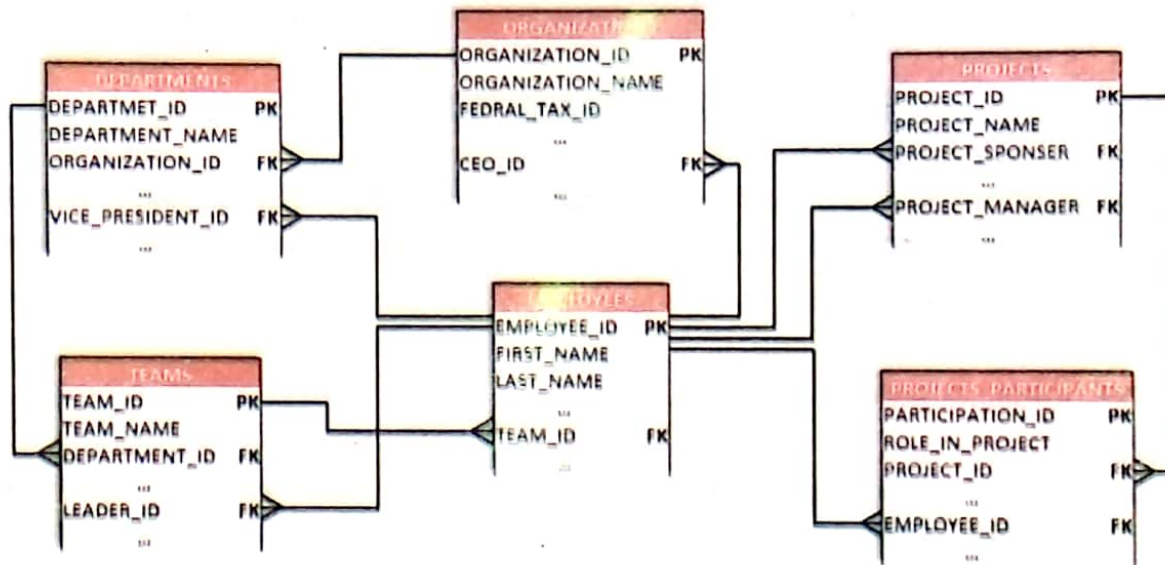 DEPARTMENTS
DEPARTMET_ID PK
DEPARTMENT_NAME
ORGANIZATION_ID FK
...
VICE_PRESIDENT_ID FK
...
ORGANIZATION_ID PK
ORGANIZATION_NAME
FEDRAL_TAX_ID
...
CEO_ID FK
...
PROJECTS
PROJECT_ID PK
PROJECT_NAME
PROJECT_SPONSER FK
...
PROJECT_MANAGER FK
...
TEAMS
TEAM_ID PK
TEAM_NAME
DEPARTMENT_ID FK
...
LEADER_ID FK
...
EMPLOYEE_ID PK
FIRST_NAME
LAST_NAME
...
TEAM_ID FK
...
PROJECTS_PARTICIPANTS
PARTICIPATION_ID PK
ROLE_IN_PROJECT
PROJECT_ID FK
...
EMPLOYEE_ID FK
...